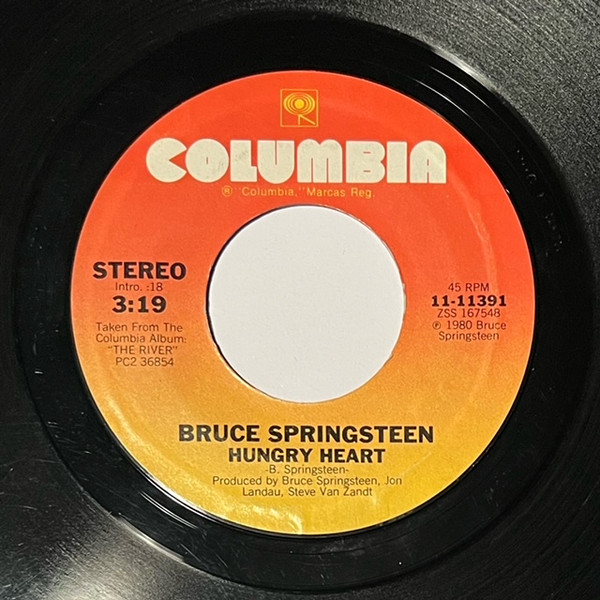 COLUMBIA
® "Columbia," Marcas Reg.
STEREO
Intro. :18
3:19
Taken From The
Columbia Album:
"THE RIVER"
PC2 36854
45 RPM
11-11391
ZSS 167548
℗ 1980 Bruce
Springsteen
BRUCE SPRINGSTEEN
HUNGRY HEART
-B. Springsteen-
Produced by Bruce Springsteen, Jon
Landau, Steve Van Zandt